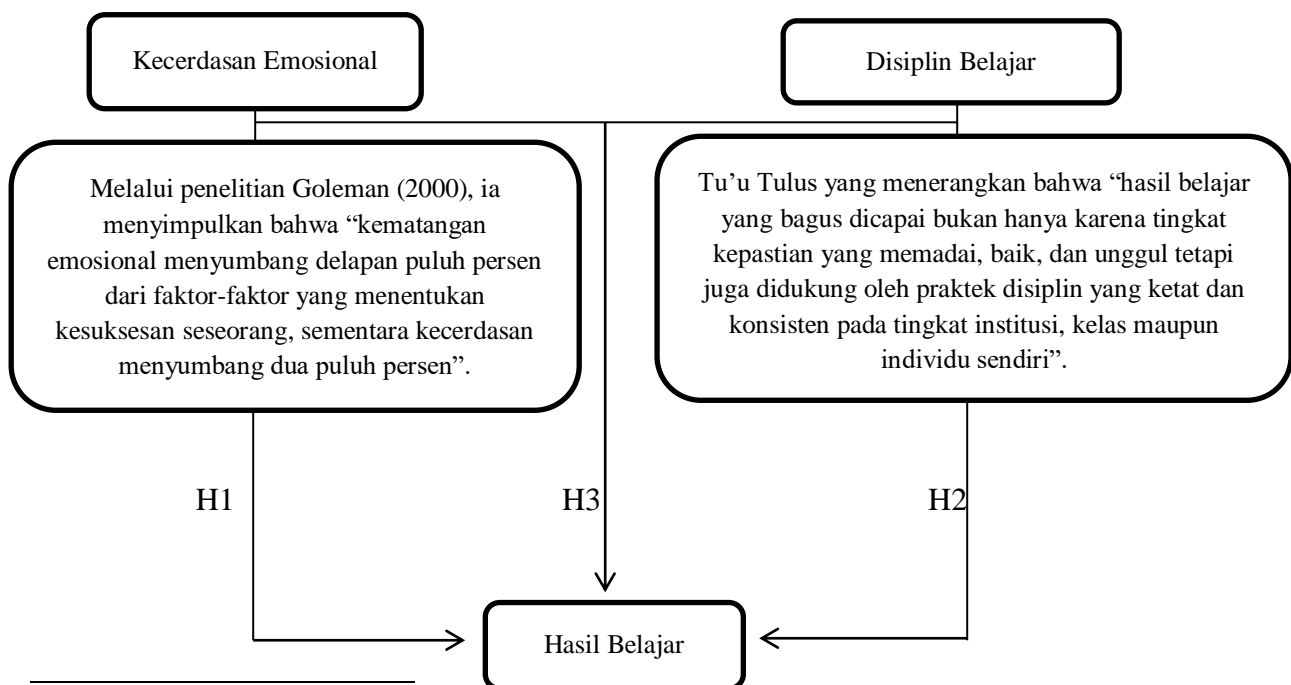 Kecerdasan Emosional
Disiplin Belajar
Melalui penelitian Goleman (2000), ia
menyimpulkan bahwa “kematangan
emosional menyumbang delapan puluh persen
dari faktor-faktor yang menentukan
kesuksesan seseorang, sementara kecerdasan
menyumbang dua puluh persen”.
Tu’u Tulus yang menerangkan bahwa “hasil belajar
yang bagus dicapai bukan hanya karena tingkat
kepastian yang memadai, baik, dan unggul tetapi
juga didukung oleh praktek disiplin yang ketat dan
konsisten pada tingkat institusi, kelas maupun
individu sendiri”.
H1
H3
H2
Hasil Belajar